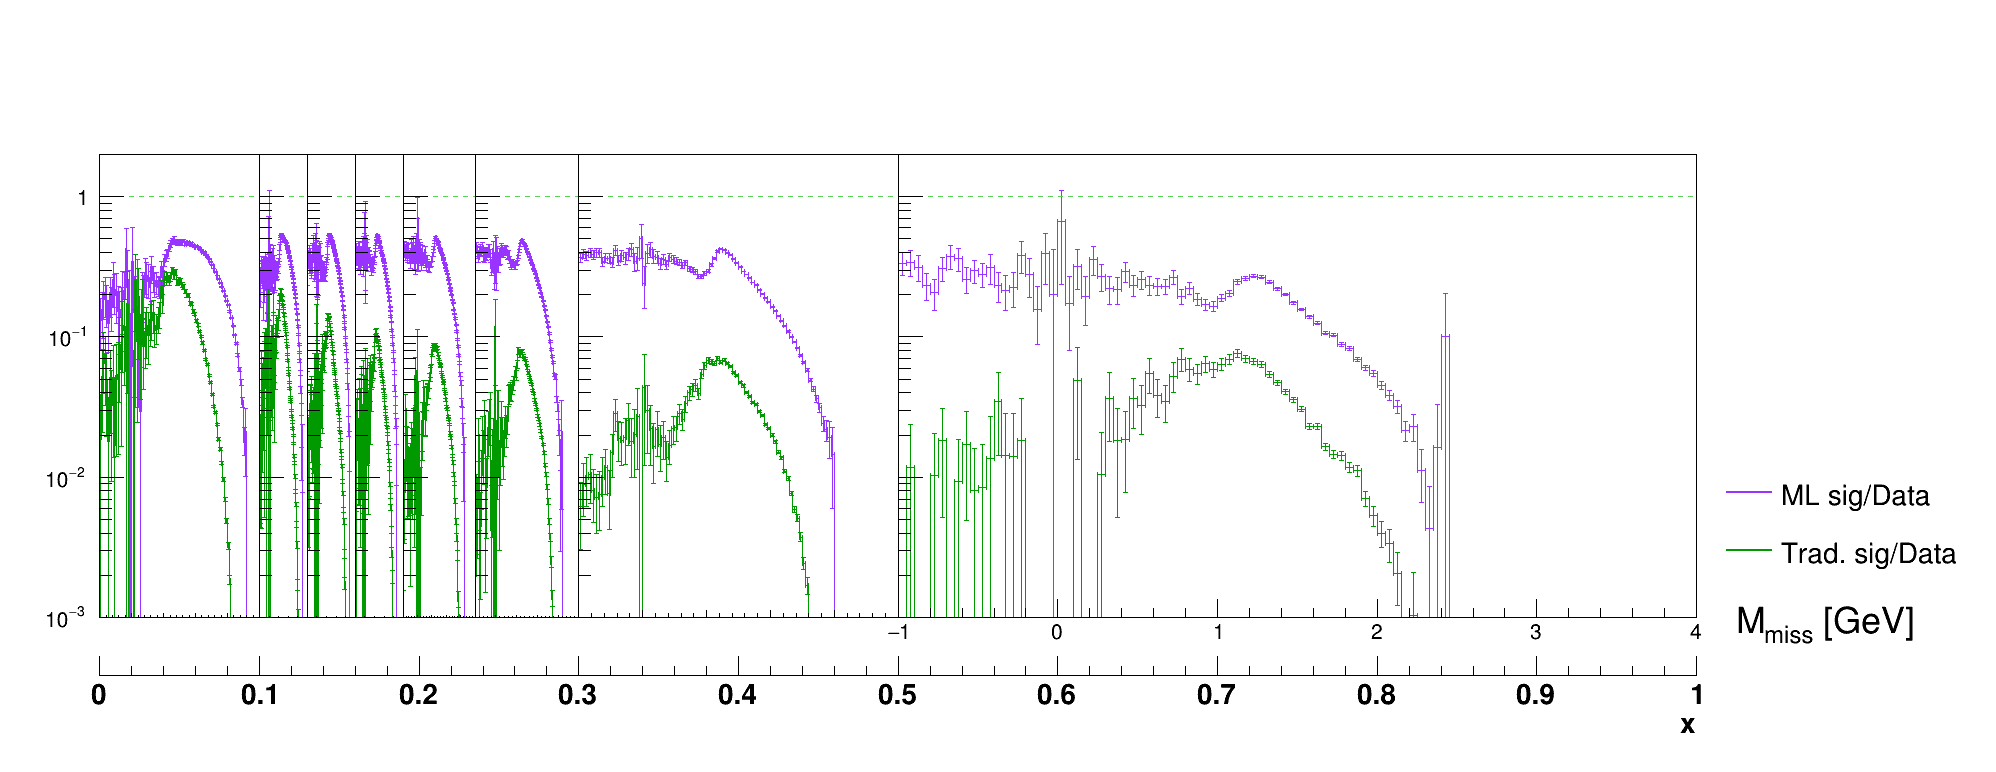 1
10⁻¹
10⁻²
10⁻³
ML sig/Data
Trad. sig/Data
−1 0 1 2 3 4
M_miss [GeV]
0 0.1 0.2 0.3 0.4 0.5 0.6 0.7 0.8 0.9 1
x